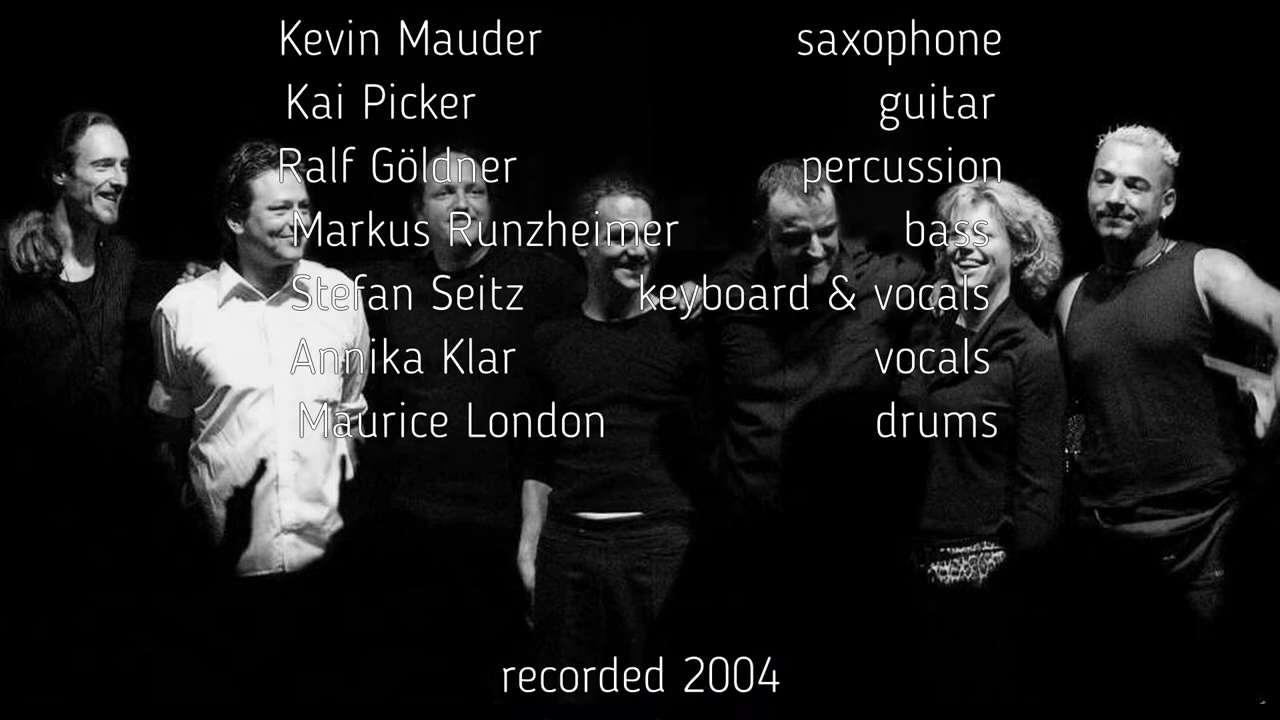 Kevin Mauder saxophone
Kai Picker guitar
Ralf Göldner percussion
Markus Runzheimer bass
Stefan Seitz keyboard & vocals
Annika Klar vocals
Maurice London drums
recorded 2004